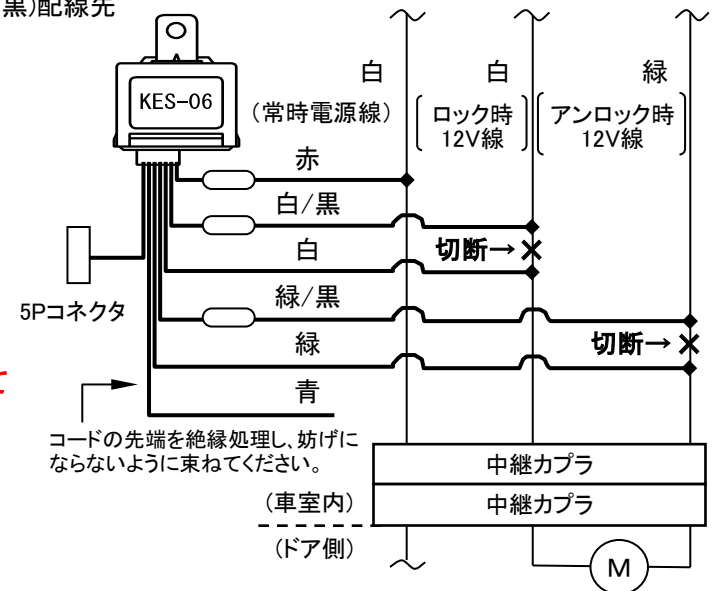 黒)配線先
KES-06
白
白
緑
(常時電源線)
ロック時
12V線
アンロック時
12V線
赤
白/黒
切断→
白
5Pコネクタ
緑/黒
切断→
緑
て
青
コードの先端を絶縁処理し、妨げに
ならないように束ねてください。
中継カプラ
(車室内)
中継カプラ
(ドア側)
M